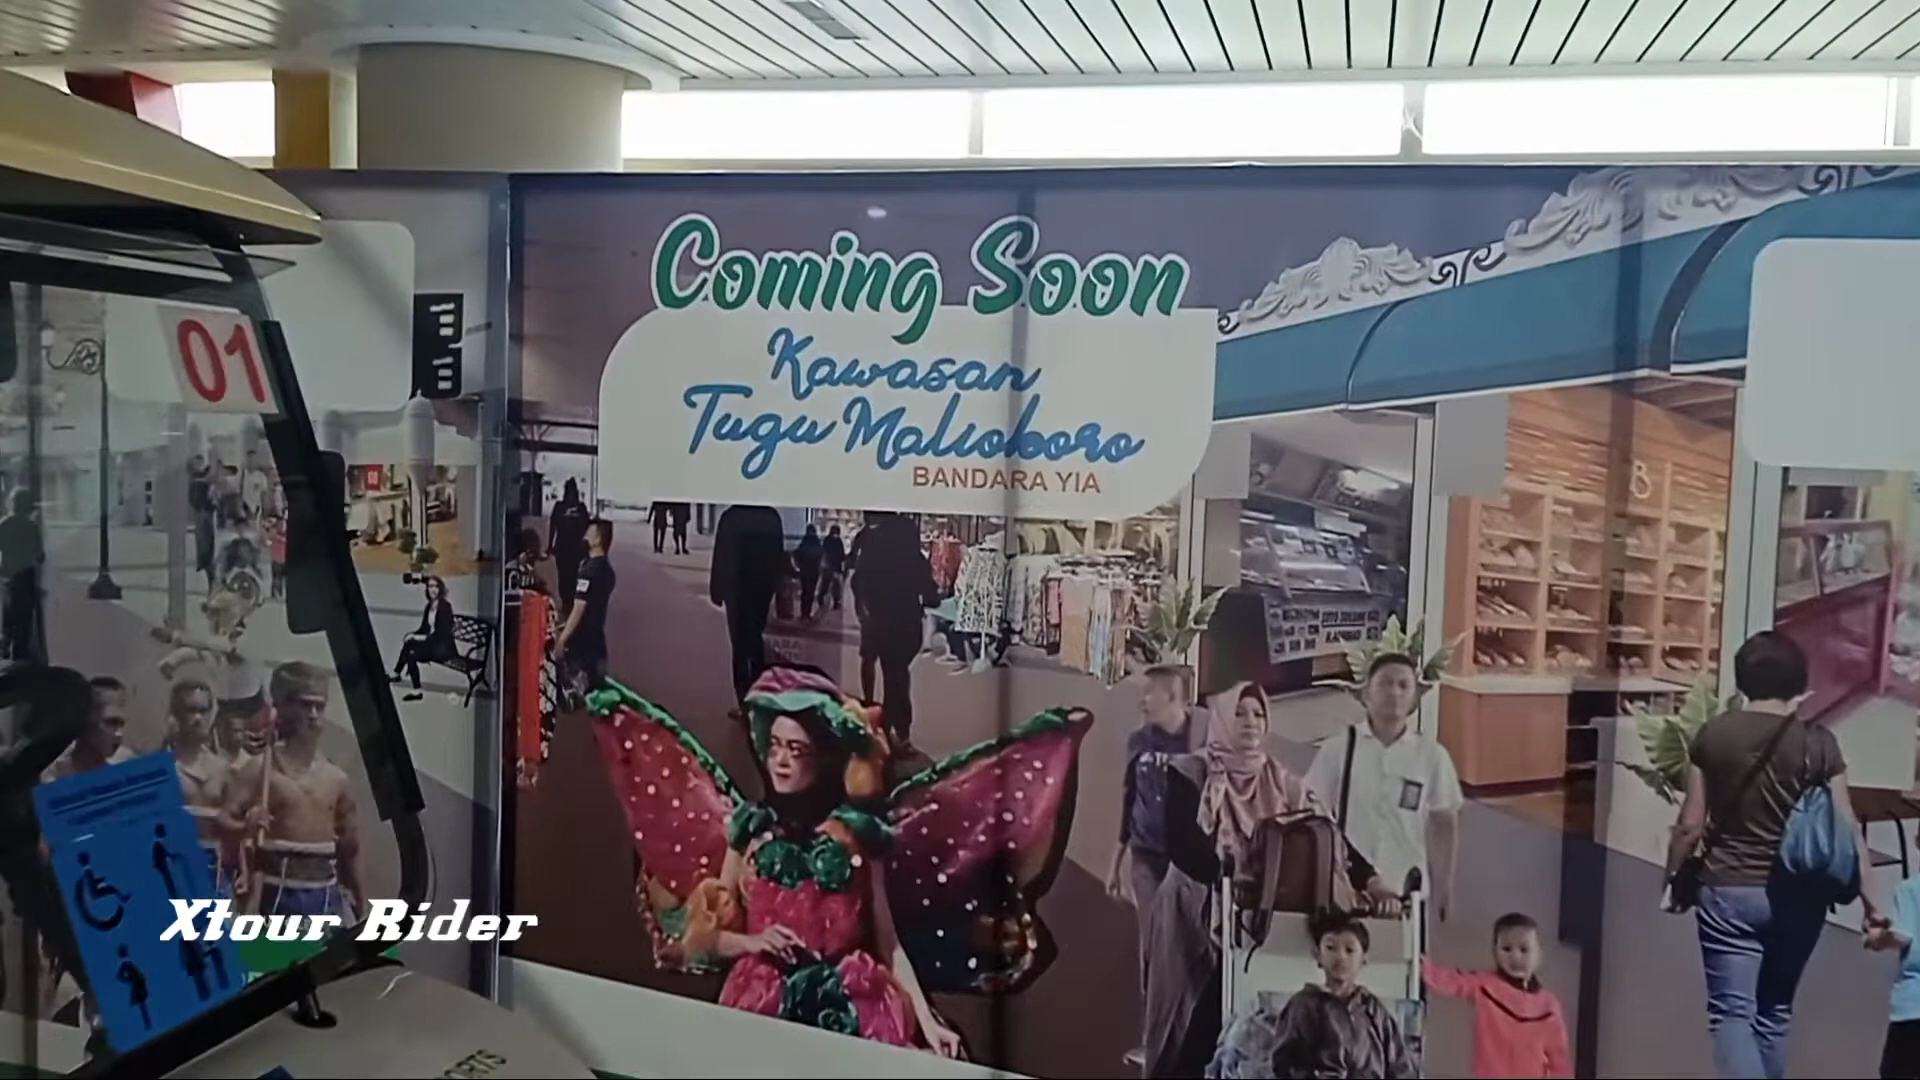 Coming Soon
Kawasan
Tugu Malioboro
BANDARA YIA
01
Xtour Rider